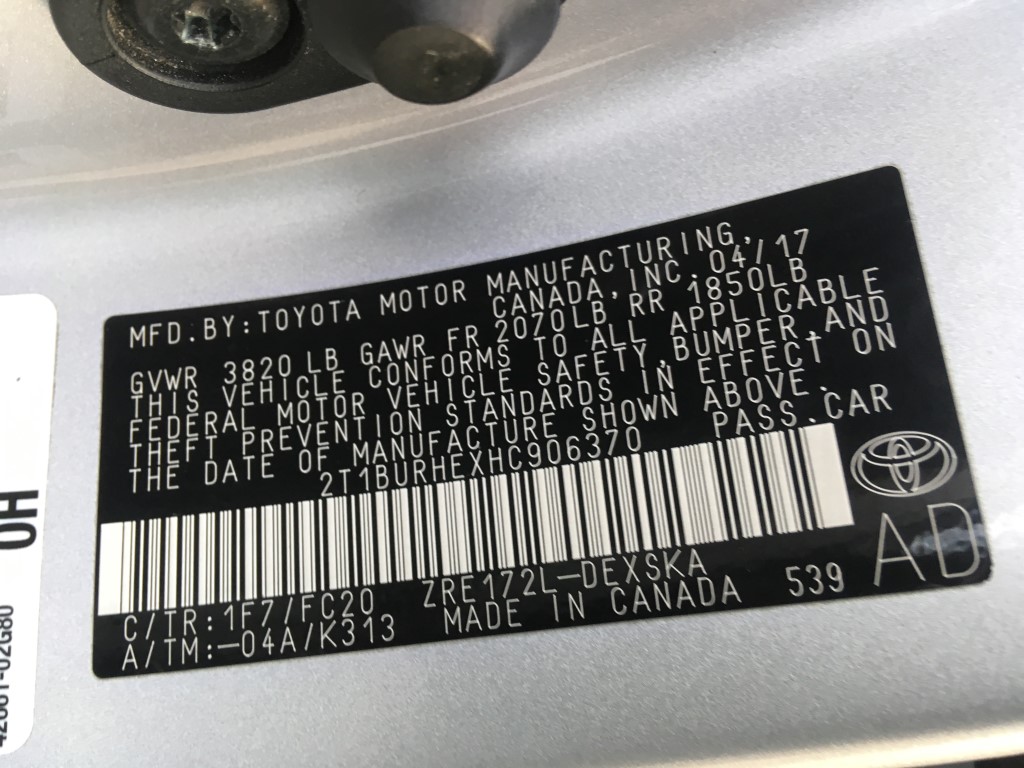 MFD.BY:TOYOTA MOTOR MANUFACTURING,
CANADA,INC. 04/17
GVWR 3820 LB GAWR FR 2070LB,RR 1850LB
THIS VEHICLE CONFORMS TO ALL APPLICABLE
FEDERAL MOTOR VEHICLE SAFETY,BUMPER,AND
THEFT PREVENTION STANDARDS IN EFFECT ON
THE DATE OF MANUFACTURE SHOWN ABOVE.
2T1BURHEXHC906370 PASS.CAR
C/TR:1F7/FC20 ZRE172L-DEXSKA
A/TM:-04A/K313 MADE IN CANADA 539
AD
0H